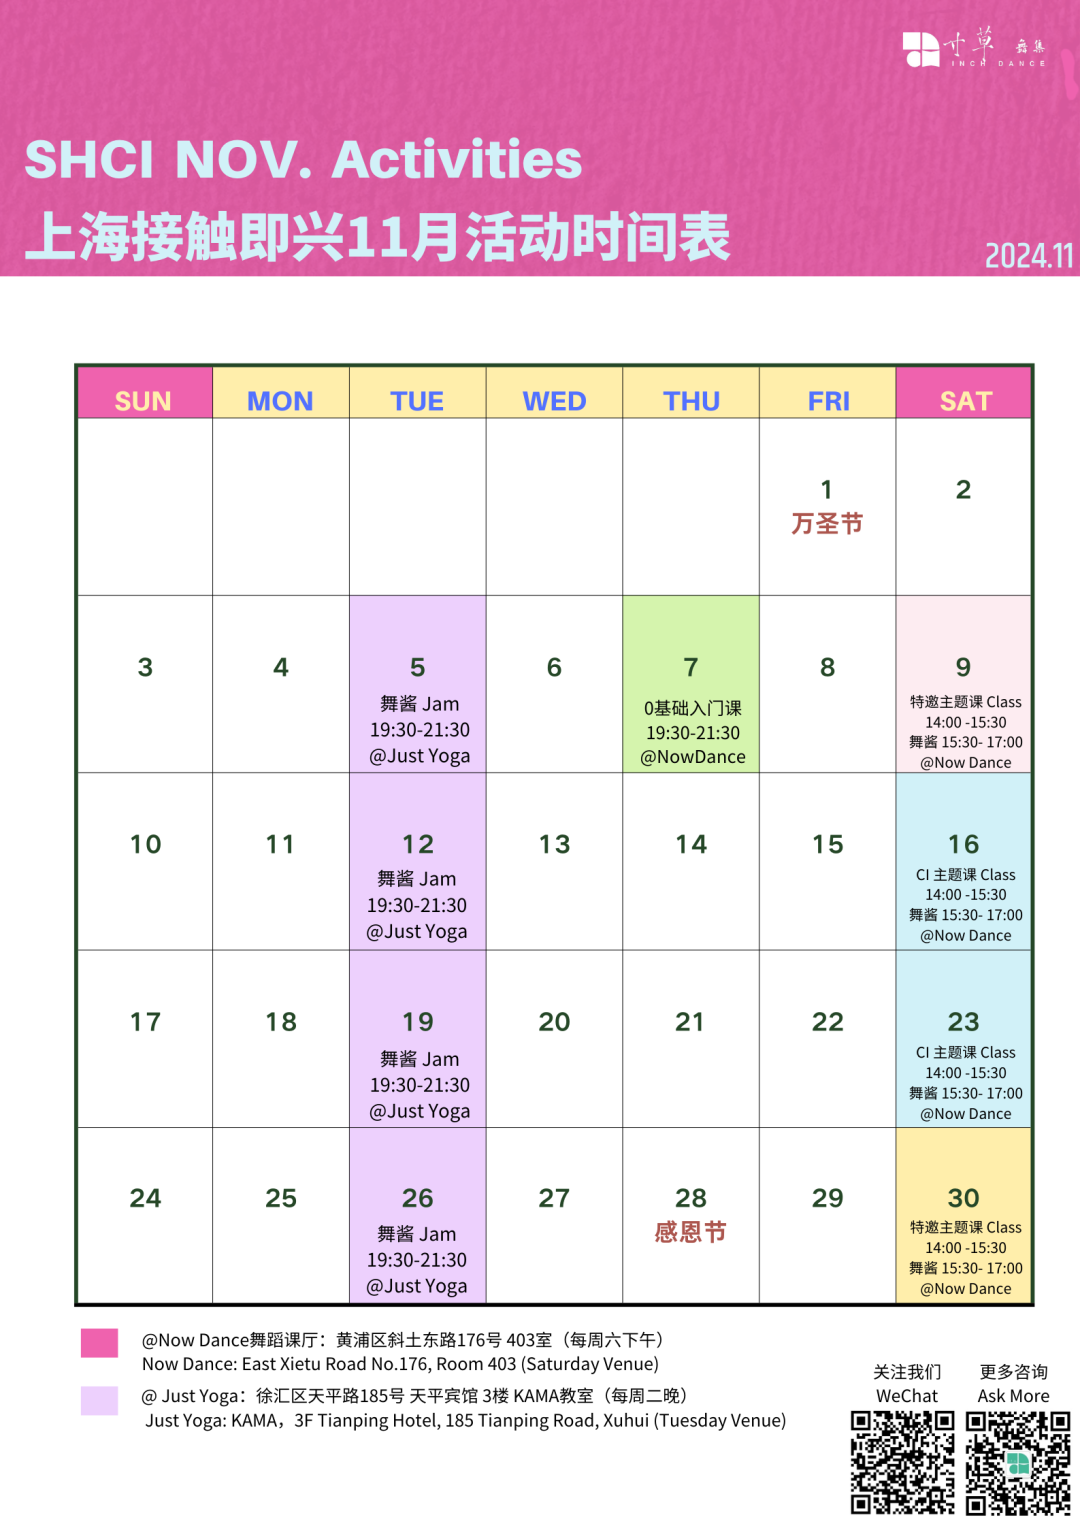 寸草 舞集
INCH DANCE
SHCI NOV. Activities
上海接触即兴11月活动时间表
2024.11
SUN MON TUE WED THU FRI SAT
1
万圣节
2
3
4
5
舞酱 Jam
19:30-21:30
@Just Yoga
6
7
0基础入门课
19:30-21:30
@NowDance
8
9
特邀主题课 Class
14:00 -15:30
舞酱 15:30- 17:00
@Now Dance
10
11
12
舞酱 Jam
19:30-21:30
@Just Yoga
13
14
15
16
CI 主题课 Class
14:00 -15:30
舞酱 15:30- 17:00
@Now Dance
17
18
19
舞酱 Jam
19:30-21:30
@Just Yoga
20
21
22
23
CI 主题课 Class
14:00 -15:30
舞酱 15:30- 17:00
@Now Dance
24
25
26
舞酱 Jam
19:30-21:30
@Just Yoga
27
28
感恩节
29
30
特邀主题课 Class
14:00 -15:30
舞酱 15:30- 17:00
@Now Dance
@Now Dance舞蹈课厅：黄浦区斜土东路176号 403室（每周六下午）
Now Dance: East Xietu Road No.176, Room 403 (Saturday Venue)
@ Just Yoga：徐汇区天平路185号 天平宾馆 3楼 KAMA教室（每周二晚）
Just Yoga: KAMA，3F Tianping Hotel, 185 Tianping Road, Xuhui (Tuesday Venue)
关注我们
WeChat
更多咨询
Ask More